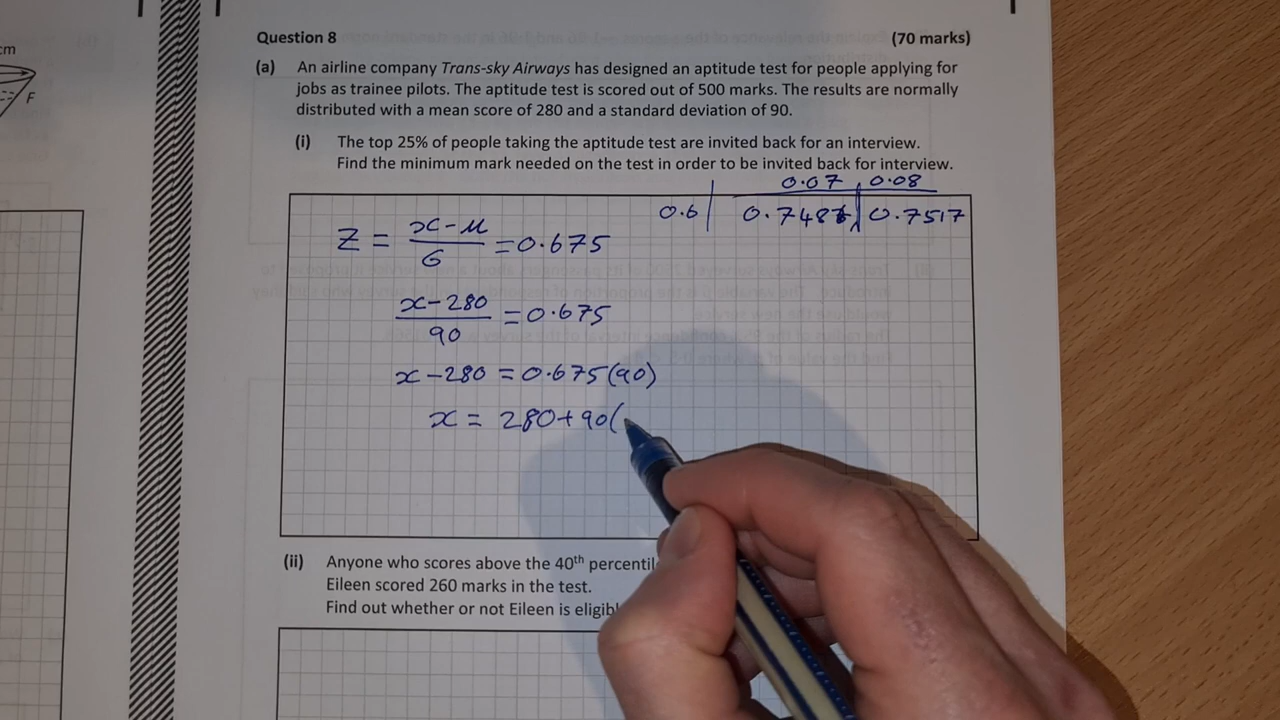 cm
F
Question 8 (70 marks)
(a) An airline company Trans-sky Airways has designed an aptitude test for people applying for
jobs as trainee pilots. The aptitude test is scored out of 500 marks. The results are normally
distributed with a mean score of 280 and a standard deviation of 90.
(i) The top 25% of people taking the aptitude test are invited back for an interview.
Find the minimum mark needed on the test in order to be invited back for interview.
0.07 0.08
0.6 0.7486 0.7517
Z = x-μ/σ = 0.675
x-280/90 = 0.675
x-280 = 0.675(90)
x = 280+90(
(ii) Anyone who scores above the 40th
Eileen scored 260 marks in the test.
Find out whether or not Eileen is